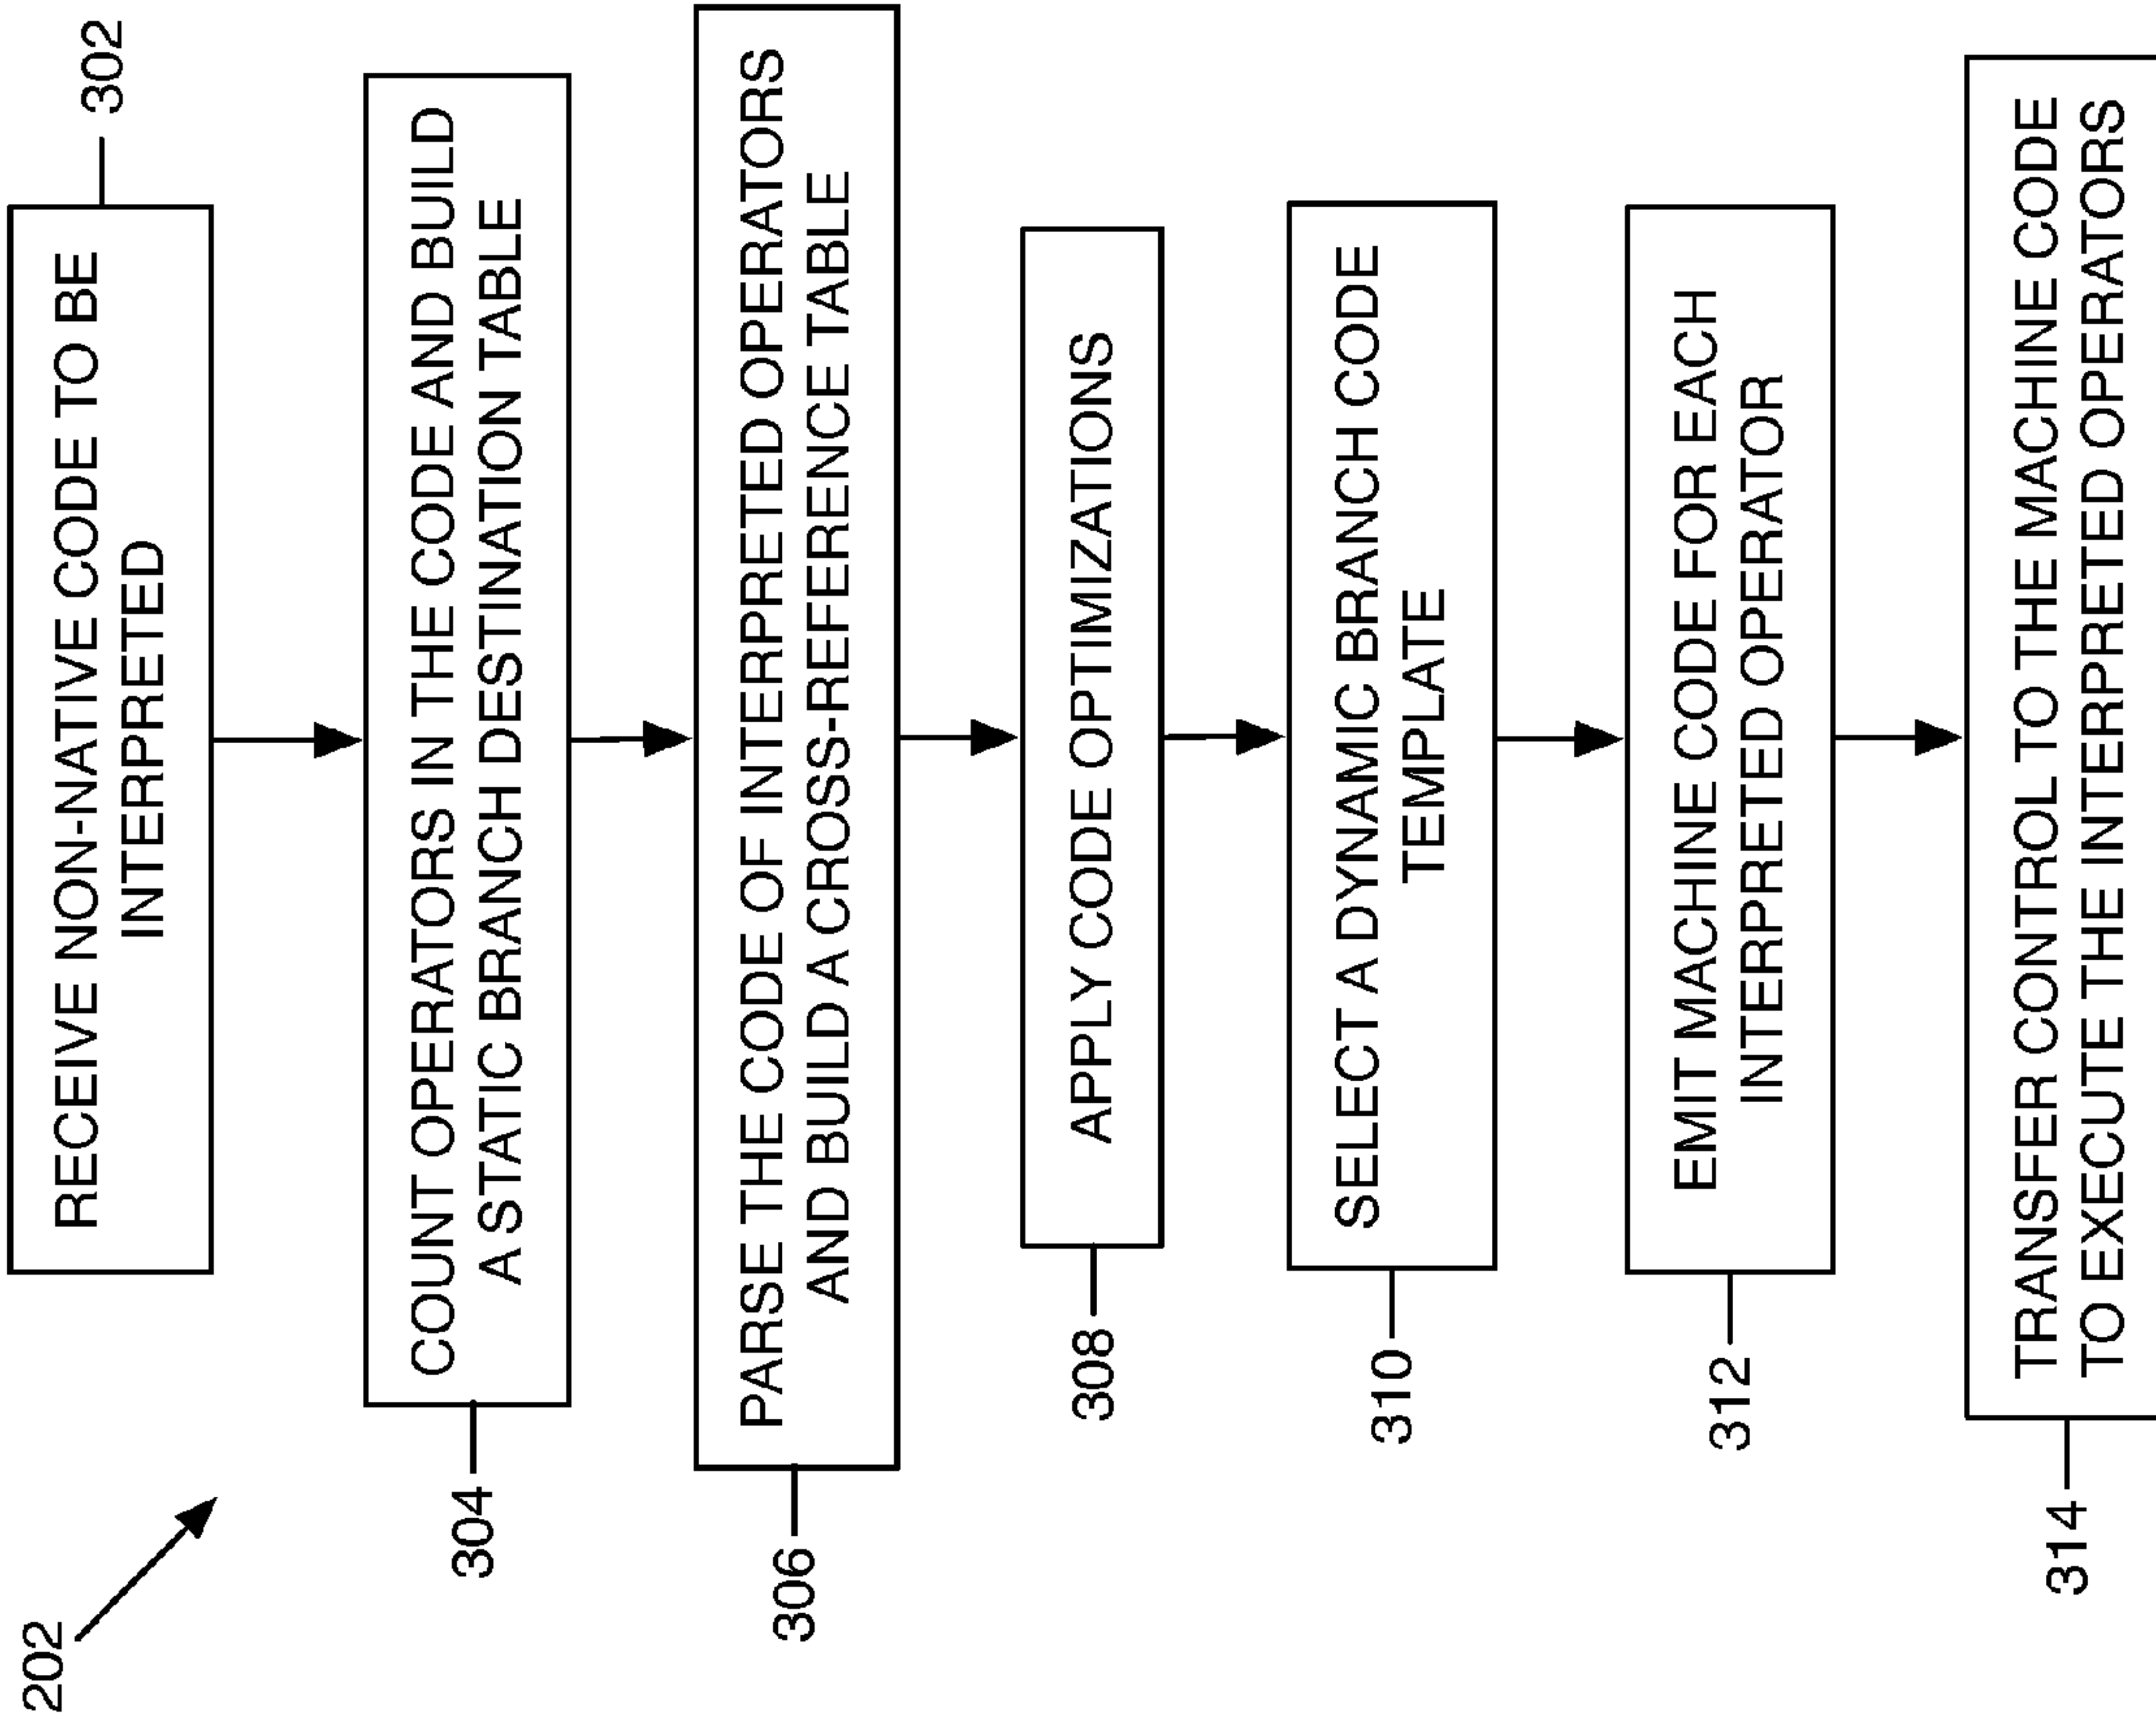 202
RECEIVE NON-NATIVE CODE TO BE
INTERPRETED
302
COUNT OPERATORS IN THE CODE AND BUILD
A STATIC BRANCH DESTINATION TABLE
304
PARSE THE CODE OF INTERPRETED OPERATORS
AND BUILD A CROSS-REFERENCE TABLE
306
APPLY CODE OPTIMIZATIONS
308
SELECT A DYNAMIC BRANCH CODE
TEMPLATE
310
EMIT MACHINE CODE FOR EACH
INTERPRETED OPERATOR
312
TRANSFER CONTROL TO THE MACHINE CODE
TO EXECUTE THE INTERPRETED OPERATORS
314